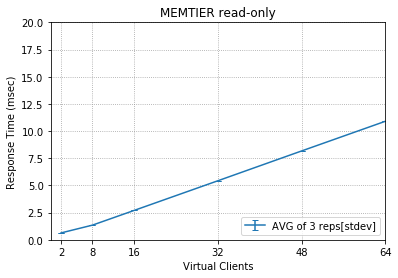 MEMTIER read-only
20.0
17.5
15.0
12.5
10.0
7.5
5.0
2.5
0.0
Response Time (msec)
AVG of 3 reps[stdev]
2 8 16 32 48 64
Virtual Clients